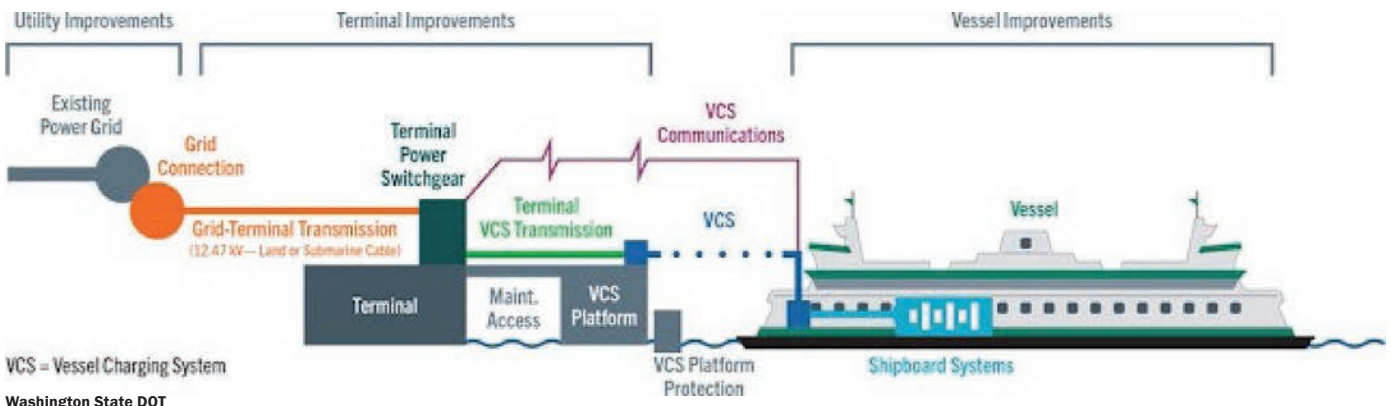 Utility Improvements
Terminal Improvements
Vessel Improvements
Existing
Power Grid
Grid
Connection
Terminal
Power
Switchgear
VCS
Communications
Grid-Terminal Transmission
(12.47 kV — Land or Submarine Cable)
Terminal
VCS Transmission
VCS
Vessel
Terminal
Maint.
Access
VCS
Platform
VCS = Vessel Charging System
VCS Platform
Protection
Shipboard Systems
Washington State DOT